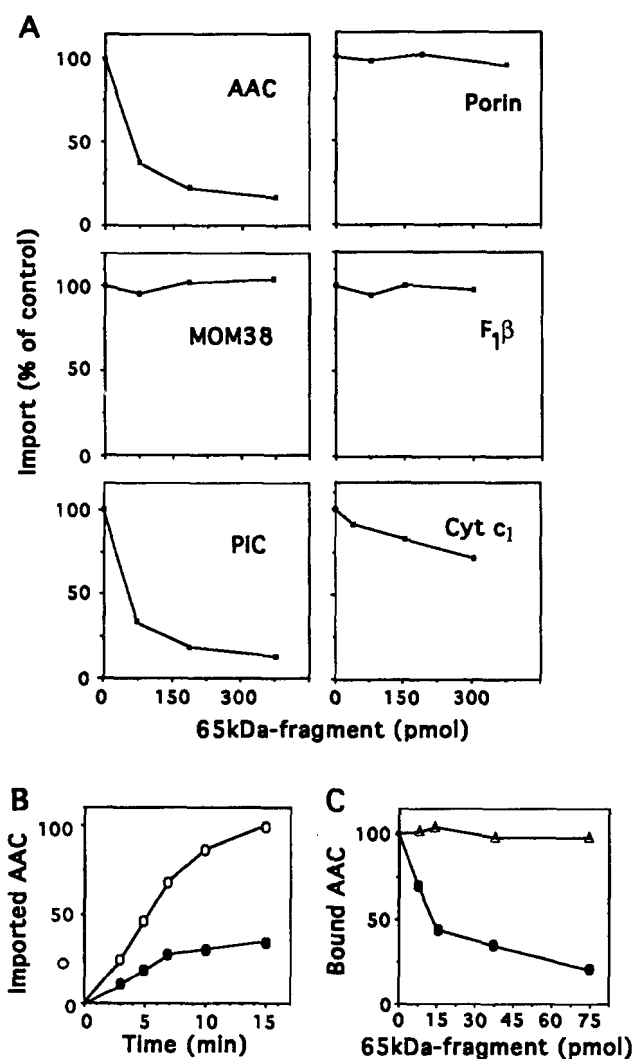 A
Import (% of control)
100
50
0
AAC
Porin
100
50
0
MOM38
F₁β
100
50
0
PiC
Cyt c₁
0 150 300
0 150 300
65kDa-fragment (pmol)
B
Imported AAC
100
50
0
0 5 10 15
Time (min)
C
Bound AAC
100
50
0
0 15 30 45 60 75
65kDa-fragment (pmol)